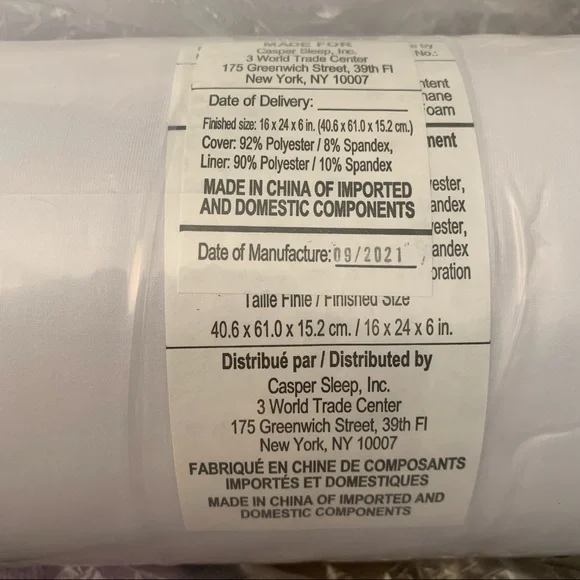 MADE FOR
Casper Sleep, Inc.
3 World Trade Center
175 Greenwich Street, 39th Fl
New York, NY 10007
Date of Delivery:
Finished size: 16 x 24 x 6 in. (40.6 x 61.0 x 15.2 cm.)
Cover: 92% Polyester / 8% Spandex,
Liner: 90% Polyester / 10% Spandex
MADE IN CHINA OF IMPORTED
AND DOMESTIC COMPONENTS
Date of Manufacture: 09/2021
by
No.:
Taille Finie / Finished Size
40.6 x 61.0 x 15.2 cm. / 16 x 24 x 6 in.
Distribué par / Distributed by
Casper Sleep, Inc.
3 World Trade Center
175 Greenwich Street, 39th Fl
New York, NY 10007
FABRIQUÉ EN CHINE DE COMPOSANTS
IMPORTÉS ET DOMESTIQUES
MADE IN CHINA OF IMPORTED AND
DOMESTIC COMPONENTS